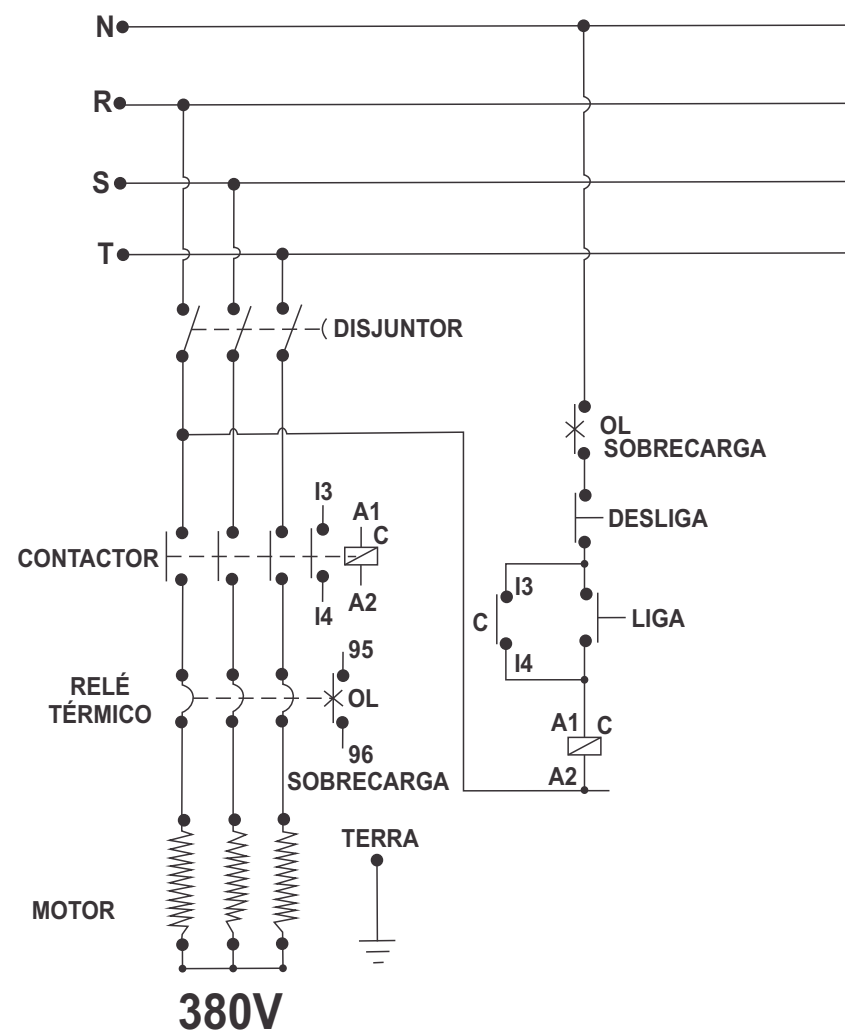 N
R
S
T
DISJUNTOR
OL
SOBRECARGA
I3
A1
C
DESLIGA
CONTACTOR
I4
A2
I3
C
LIGA
I4
95
RELÉ
TÉRMICO
OL
96
SOBRECARGA
A1
C
A2
TERRA
MOTOR
380V